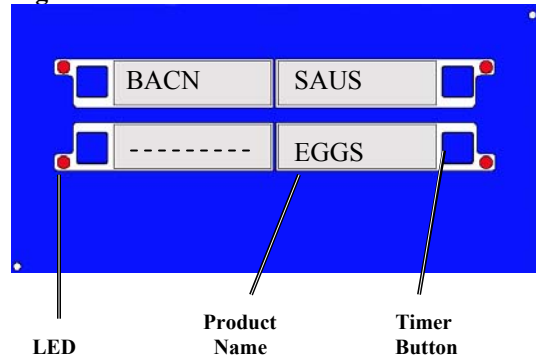 BACN SAUS
--------- EGGS
LED Product Name Timer Button